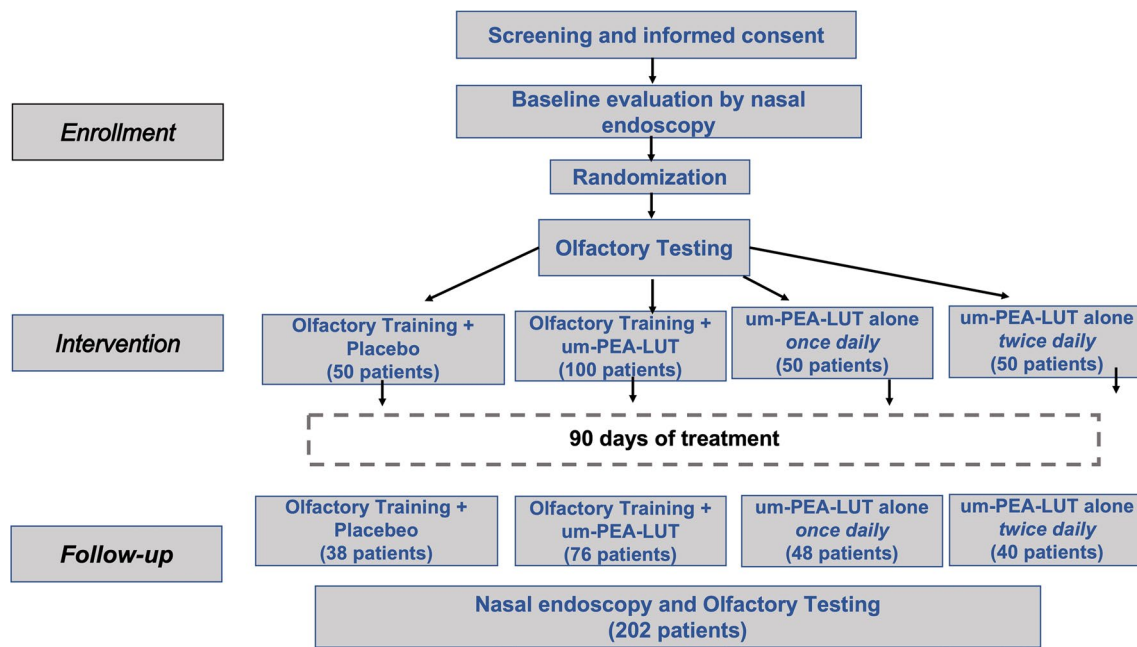 Screening and informed consent
Enrollment
Baseline evaluation by nasal
endoscopy
Randomization
Olfactory Testing
Intervention
Olfactory Training +
Placebo
(50 patients)
Olfactory Training +
um-PEA-LUT
(100 patients)
um-PEA-LUT alone
once daily
(50 patients)
um-PEA-LUT alone
twice daily
(50 patients)
90 days of treatment
Follow-up
Olfactory Training +
Placebeo
(38 patients)
Olfactory Training +
um-PEA-LUT
(76 patients)
um-PEA-LUT alone
once daily
(48 patients)
um-PEA-LUT alone
twice daily
(40 patients)
Nasal endoscopy and Olfactory Testing
(202 patients)